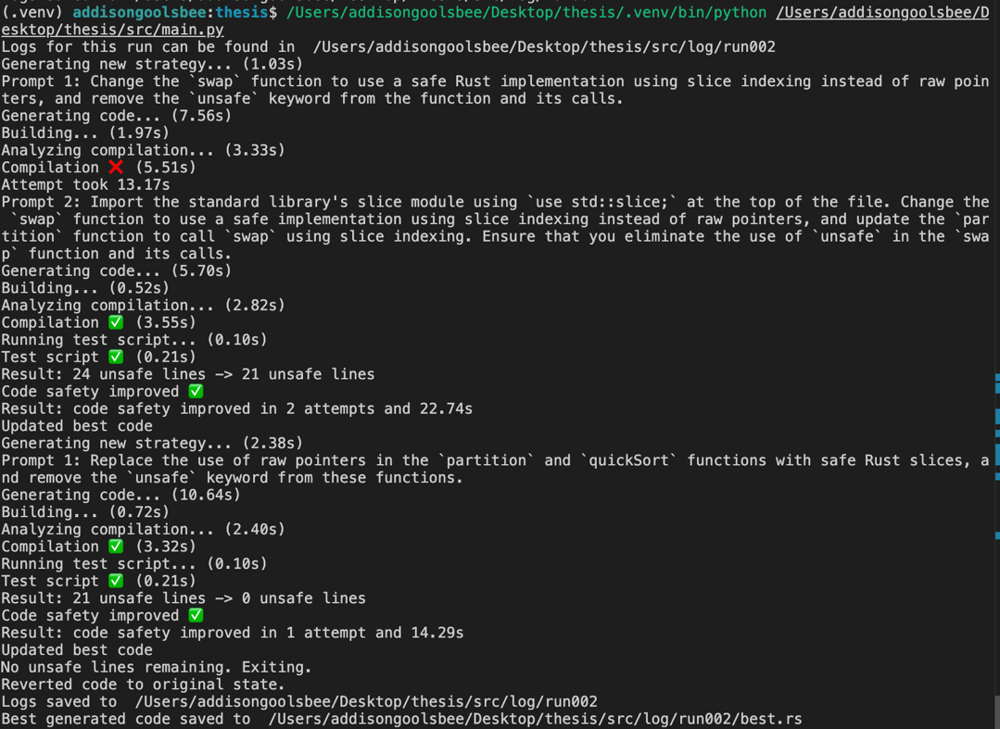 (.venv) addisongoolsbee:thesis$ /Users/addisongoolsbee/Desktop/thesis/.venv/bin/python /Users/addisongoolsbee/D
esktop/thesis/src/main.py
Logs for this run can be found in  /Users/addisongoolsbee/Desktop/thesis/src/log/run002
Generating new strategy... (1.03s)
Prompt 1: Change the `swap` function to use a safe Rust implementation using slice indexing instead of raw poin
ters, and remove the `unsafe` keyword from the function and its calls.
Generating code... (7.56s)
Building... (1.97s)
Analyzing compilation... (3.33s)
Compilation ❌ (5.51s)
Attempt took 13.17s
Prompt 2: Import the standard library's slice module using `use std::slice;` at the top of the file. Change the
 `swap` function to use a safe implementation using slice indexing instead of raw pointers, and update the `par
tition` function to call `swap` using slice indexing. Ensure that you eliminate the use of `unsafe` in the `swa
p` function and its calls.
Generating code... (5.70s)
Building... (0.52s)
Analyzing compilation... (2.82s)
Compilation ✅ (3.55s)
Running test script... (0.10s)
Test script ✅ (0.21s)
Result: 24 unsafe lines -> 21 unsafe lines
Code safety improved ✅
Result: code safety improved in 2 attempts and 22.74s
Updated best code
Generating new strategy... (2.38s)
Prompt 1: Replace the use of raw pointers in the `partition` and `quickSort` functions with safe Rust slices, a
nd remove the `unsafe` keyword from these functions.
Generating code... (10.64s)
Building... (0.72s)
Analyzing compilation... (2.40s)
Compilation ✅ (3.32s)
Running test script... (0.10s)
Test script ✅ (0.21s)
Result: 21 unsafe lines -> 0 unsafe lines
Code safety improved ✅
Result: code safety improved in 1 attempt and 14.29s
Updated best code
No unsafe lines remaining. Exiting.
Reverted code to original state.
Logs saved to  /Users/addisongoolsbee/Desktop/thesis/src/log/run002
Best generated code saved to  /Users/addisongoolsbee/Desktop/thesis/src/log/run002/best.rs